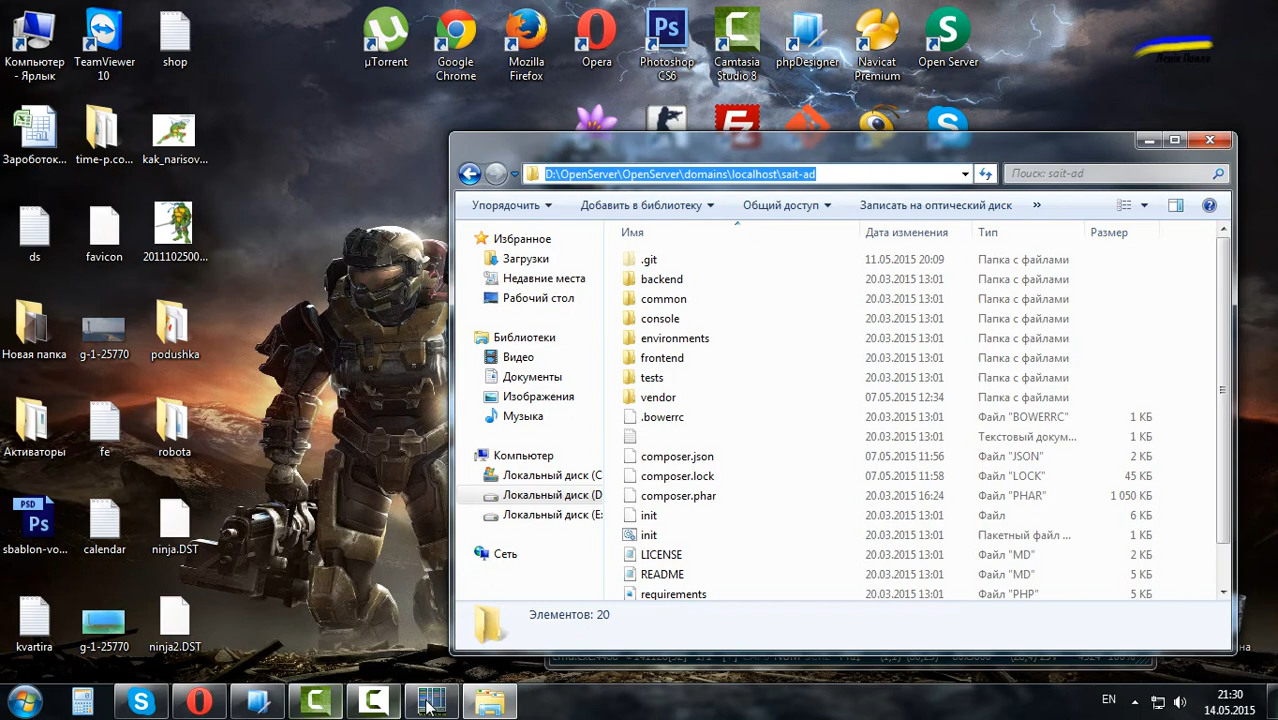 Компьютер - Ярлык
TeamViewer 10
shop
µTorrent
Google Chrome
Mozilla Firefox
Opera
Photoshop CS6
Camtasia Studio 8
phpDesigner
Navicat Premium
Open Server
Зароботок...
time-p.co...
kak_narisov...
ds
favicon
2011102500...
Новая папка
g-1-25770
podushka
Активаторы
fe
robota
PSD
sbablon-vo...
calendar
ninja.DST
kvartira
g-1-25770
ninja2.DST
D:\OpenServer\OpenServer\domains\localhost\sait-ad
Поиск: sait-ad
Упорядочить
Добавить в библиотеку
Общий доступ
Записать на оптический диск
»
Избранное
Загрузки
Недавние места
Рабочий стол
Библиотеки
Видео
Документы
Изображения
Музыка
Компьютер
Локальный диск (C
Локальный диск (D
Локальный диск (E:
Сеть
Имя Дата изменения Тип Размер
.git 11.05.2015 20:09 Папка с файлами
backend 20.03.2015 13:01 Папка с файлами
common 20.03.2015 13:01 Папка с файлами
console 20.03.2015 13:01 Папка с файлами
environments 20.03.2015 13:01 Папка с файлами
frontend 20.03.2015 13:01 Папка с файлами
tests 20.03.2015 13:01 Папка с файлами
vendor 07.05.2015 12:34 Папка с файлами
.bowerrc 20.03.2015 13:01 Файл "BOWERRC" 1 КБ
20.03.2015 13:01 Текстовый докум... 1 КБ
composer.json 07.05.2015 11:56 Файл "JSON" 2 КБ
composer.lock 07.05.2015 11:58 Файл "LOCK" 45 КБ
composer.phar 20.03.2015 16:24 Файл "PHAR" 1 050 КБ
init 20.03.2015 13:01 Файл 6 КБ
init 20.03.2015 13:01 Пакетный файл ... 1 КБ
LICENSE 20.03.2015 13:01 Файл "MD" 2 КБ
README 20.03.2015 13:01 Файл "MD" 5 КБ
requirements 20.03.2015 13:01 Файл "PHP" 5 КБ
Элементов: 20
EN
21:30
14.05.2015